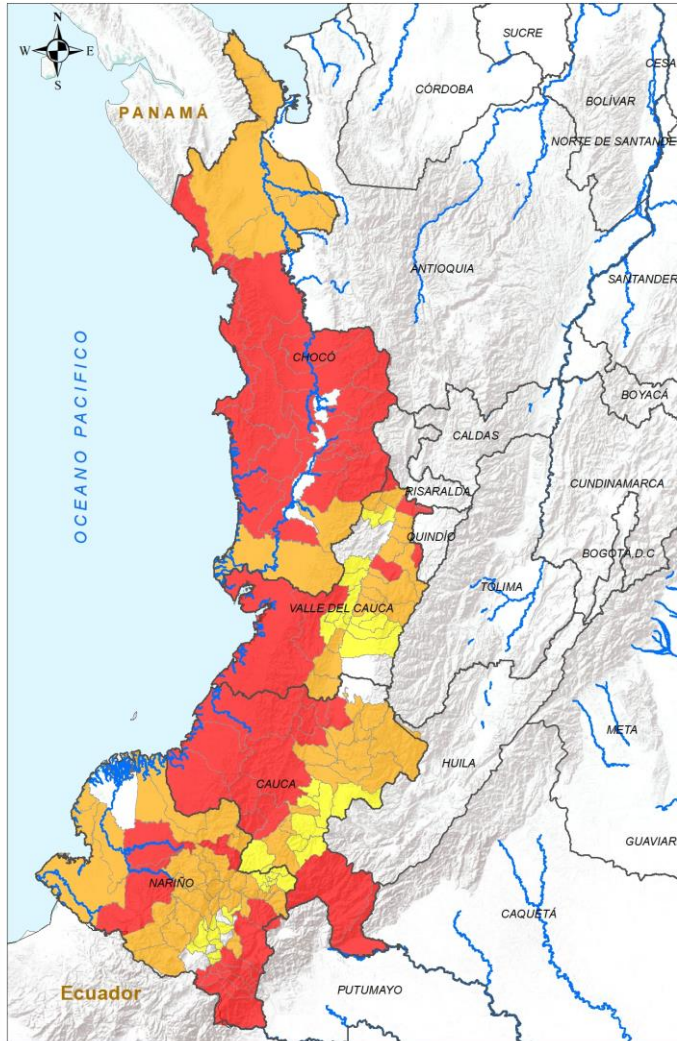 N
W E
S
PANAMÁ
SUCRE
CÓRDOBA
CESA
BOLÍVAR
NORTE DE SANTANDE
ANTIOQUIA
SANTANDER
OCEANO PACIFICO
CHOCÓ
BOYACÁ
CALDAS
CUNDINAMARCA
RISARALDA
QUINDÍO
BOGOTÁ,D.C
TOLIMA
VALLE DEL CAUCA
META
HUILA
CAUCA
GUAVIAR
NARIÑO
CAQUETÁ
Ecuador
PUTUMAYO